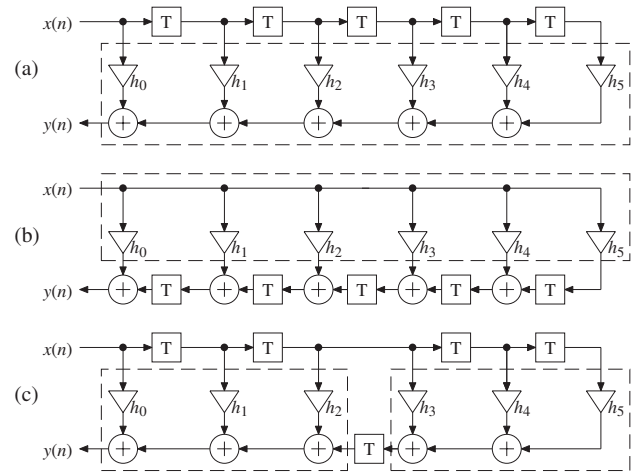 x(n) T T T T T
(a) h₀ h₁ h₂ h₃ h₄ h₅
y(n) + + + + +
x(n)
(b) h₀ h₁ h₂ h₃ h₄ h₅
y(n) + T + T + T + T + T
x(n) T T T T
(c) h₀ h₁ h₂ h₃ h₄ h₅
y(n) + + + T + +